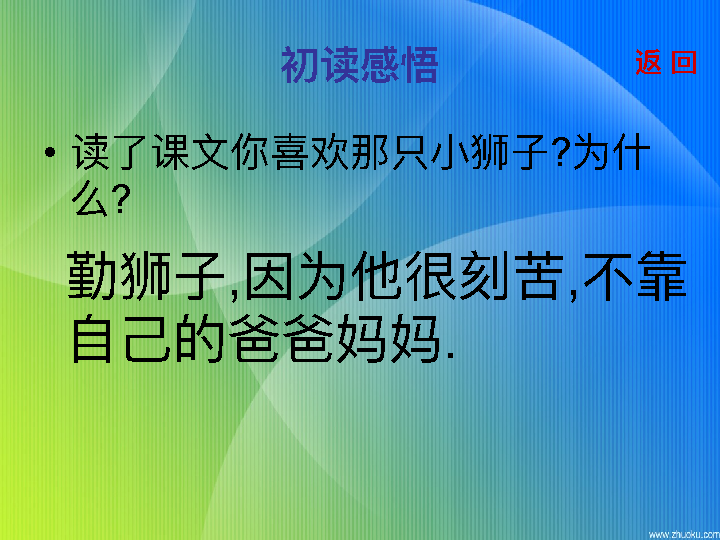 初读感悟
返 回
• 读了课文你喜欢那只小狮子?为什
么?
勤狮子,因为他很刻苦,不靠
自己的爸爸妈妈.
www.zhuoku.com